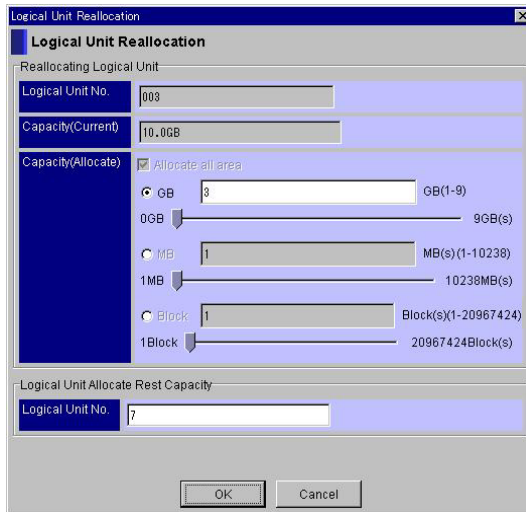 Logical Unit Reallocation
Logical Unit Reallocation
Reallocating Logical Unit
Logical Unit No. 003
Capacity(Current) 10.0GB
Capacity(Allocate) Allocate all area
GB 3 GB(1-9)
0GB 9GB(s)
MB 1 MB(s)(1-10238)
1MB 10238MB(s)
Block 1 Block(s)(1-20967424)
1Block 20967424Block(s)
Logical Unit Allocate Rest Capacity
Logical Unit No. 7
OK Cancel